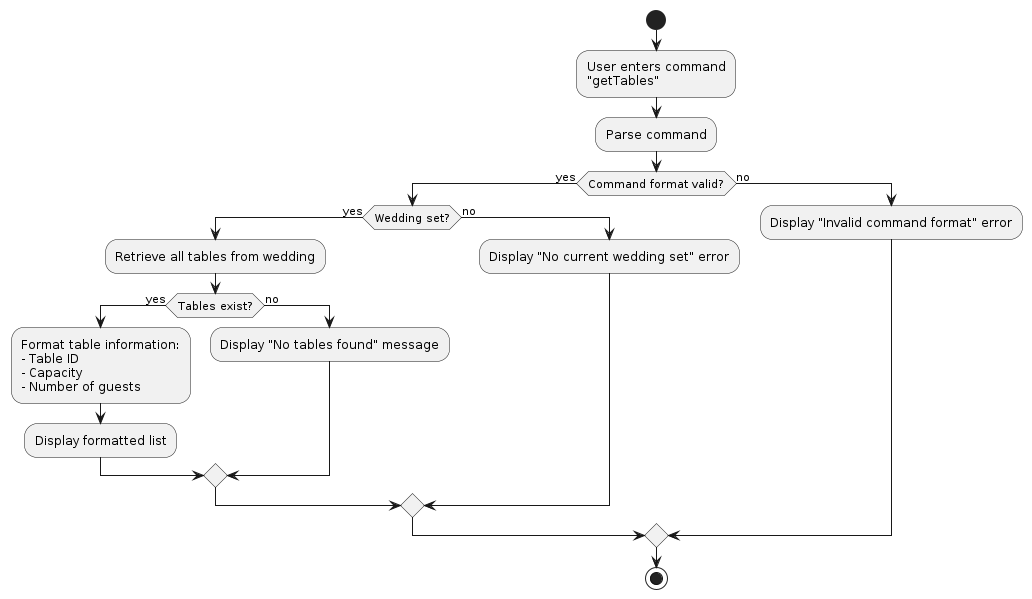 User enters command
"getTables"
Parse command
yes
Command format valid?
no
yes
Wedding set?
no
Display "Invalid command format" error
Retrieve all tables from wedding
Display "No current wedding set" error
yes
Tables exist?
no
Format table information:
- Table ID
- Capacity
- Number of guests
Display "No tables found" message
Display formatted list